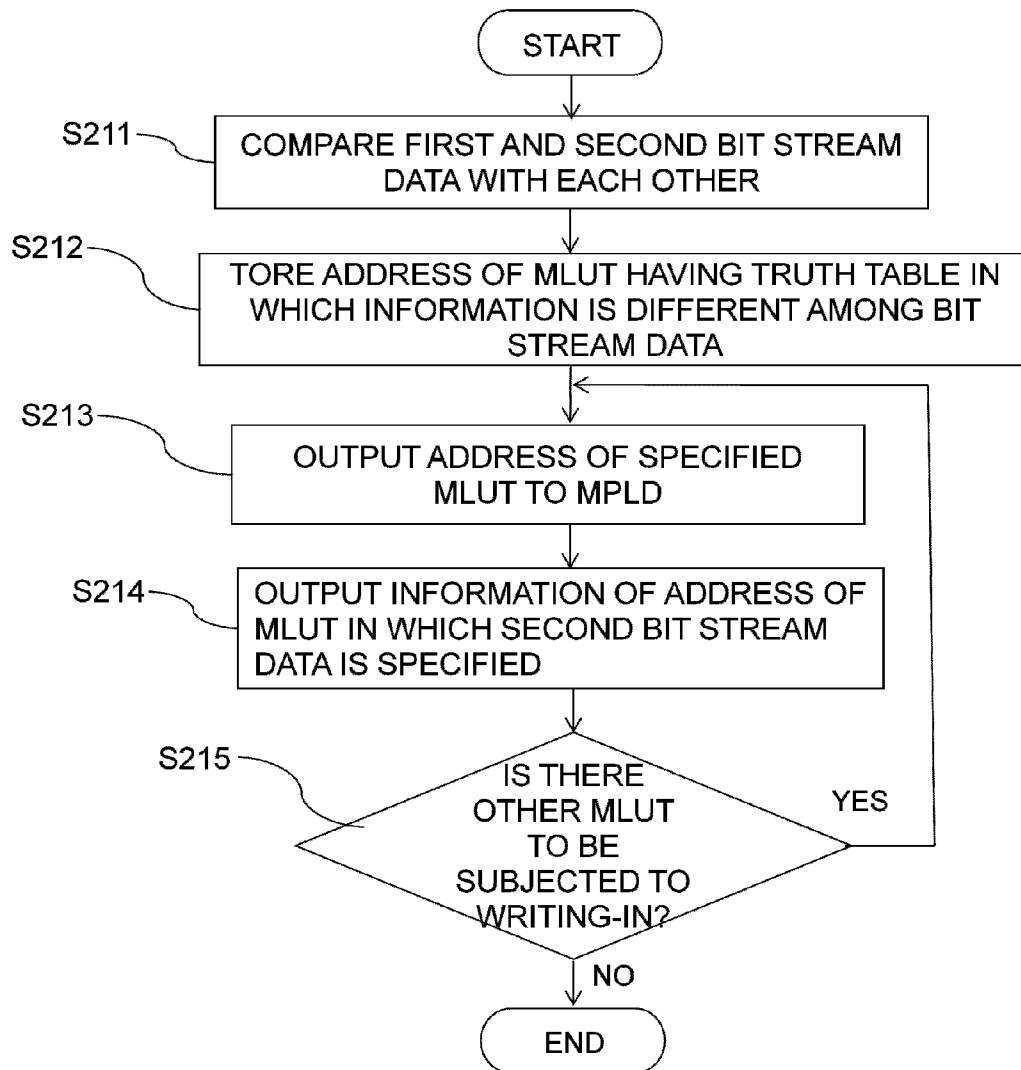 START
S211
COMPARE FIRST AND SECOND BIT STREAM
DATA WITH EACH OTHER
S212
TORE ADDRESS OF MLUT HAVING TRUTH TABLE IN
WHICH INFORMATION IS DIFFERENT AMONG BIT
STREAM DATA
S213
OUTPUT ADDRESS OF SPECIFIED
MLUT TO MPLD
S214
OUTPUT INFORMATION OF ADDRESS OF
MLUT IN WHICH SECOND BIT STREAM
DATA IS SPECIFIED
S215
IS THERE
OTHER MLUT
TO BE
SUBJECTED TO
WRITING-IN?
YES
NO
END